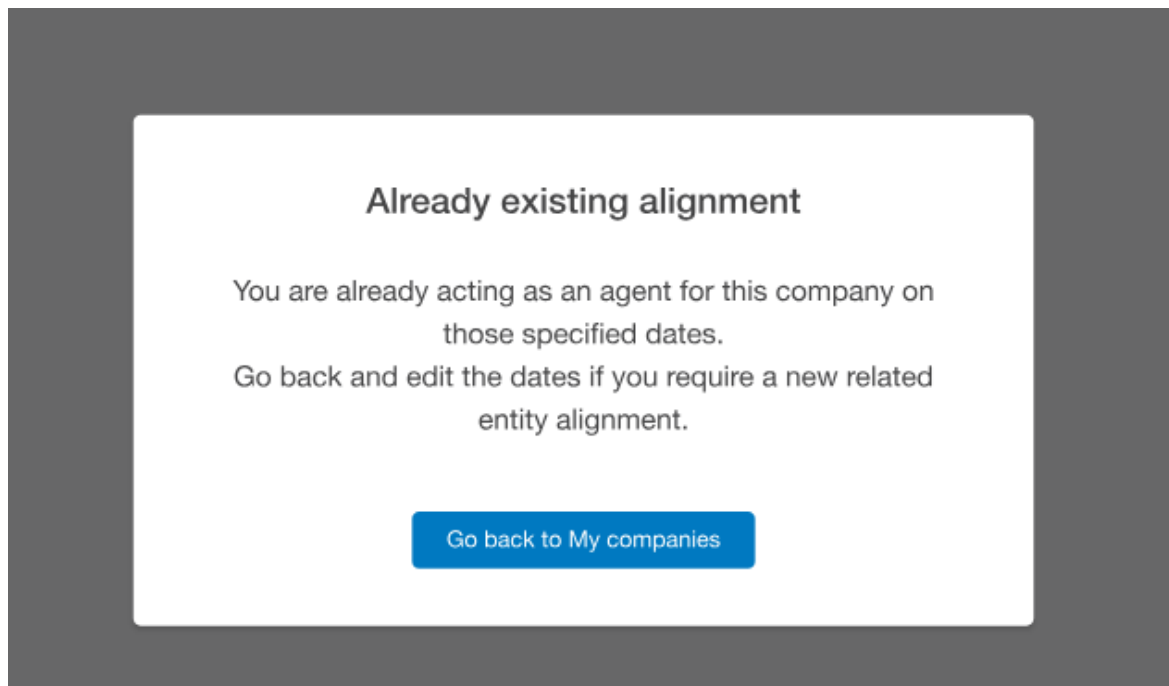 Already existing alignment
You are already acting as an agent for this company on
those specified dates.
Go back and edit the dates if you require a new related
entity alignment.
Go back to My companies